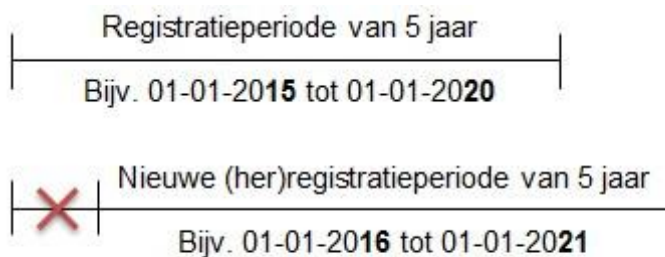 Registratieperiode van 5 jaar
Bijv. 01-01-2015 tot 01-01-2020
Nieuwe (her)registratieperiode van 5 jaar
Bijv. 01-01-2016 tot 01-01-2021